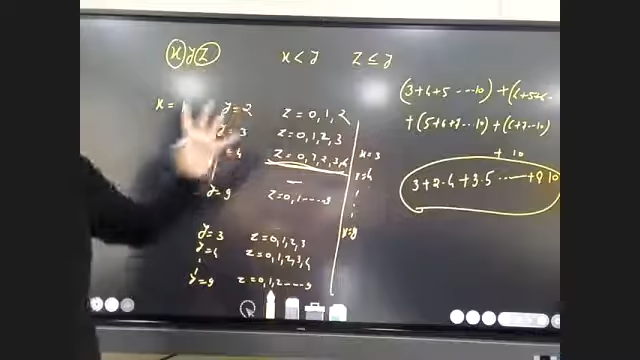 x y z x < y z ≤ y
x = y = 2 z = 0, 1, 2
= 3 z = 0, 1, 2, 3
= 4 z = 0, 1, 2, 3, 4
y = 9 z = 0, 1 ---- 9
y = 3 z = 0, 1, 2, 3
y = 4 z = 0, 1, 2, 3, 4
y = 9 z = 0, 1, 2 ---- 9
x = 3
(3+4+5 ---- 10) + (4+5+6
+ (5+6+7 -- 10) + (6+7 -- 10)
+ 10
3 + 2·4 + 3·5 ---- + 8 10